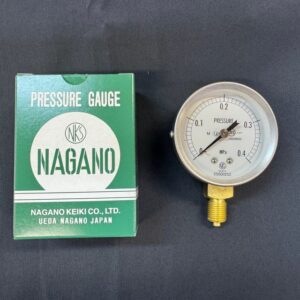 PRESSURE GAUGE
NKS
NAGANO
NAGANO KEIKI CO., LTD.
UEDA NAGANO JAPAN
0.2
0.1
0.3
PRESSURE
0
0.4
MPa